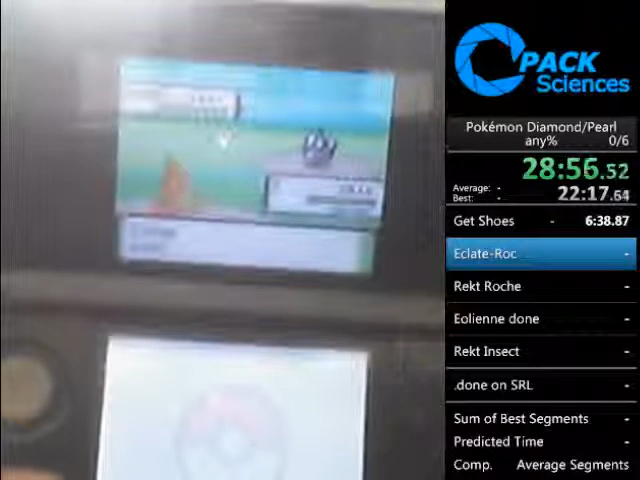 PACK
Sciences
Pokémon Diamond/Pearl
any% 0/6
28:56.52
Average: -
Best: - 22:17.64
Get Shoes - 6:38.87
Eclate-Roc -
Rekt Roche -
Eolienne done -
Rekt Insect -
.done on SRL -
Sum of Best Segments -
Predicted Time -
Comp. Average Segments